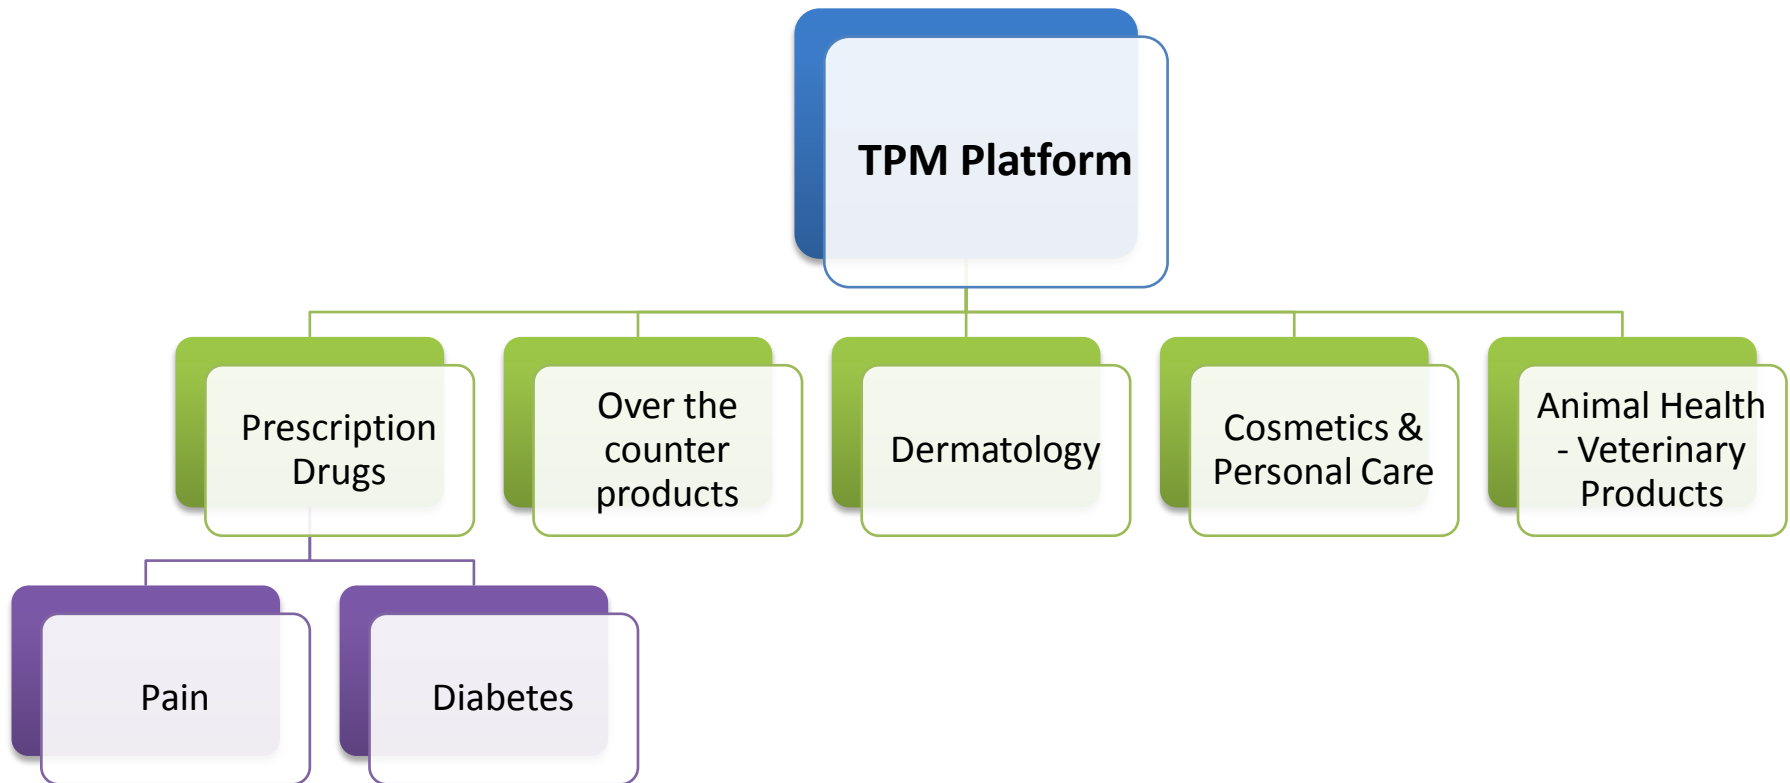 TPM Platform
Prescription
Drugs
Over the
counter
products
Dermatology
Cosmetics &
Personal Care
Animal Health
- Veterinary
Products
Pain
Diabetes